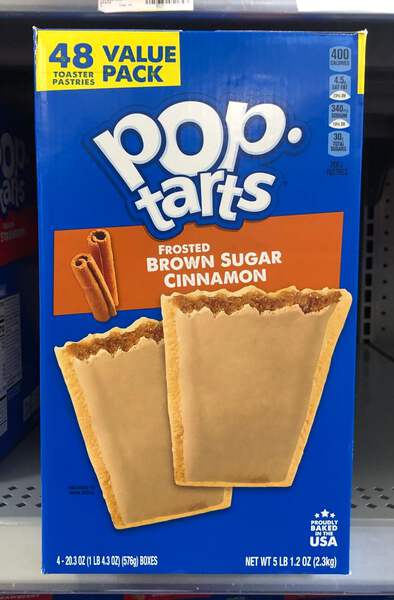 48 VALUE
TOASTER PACK
PASTRIES
400
CALORIES
4.5g
SAT FAT
340mg
SODIUM
30g
TOTAL
SUGARS
pop.
tarts
FROSTED
BROWN SUGAR
CINNAMON
PROUDLY
BAKED
IN THE
USA
4 - 20.3 OZ (1 LB 4.3 OZ) (576g) BOXES
NET WT 5 LB 1.2 OZ (2.3kg)